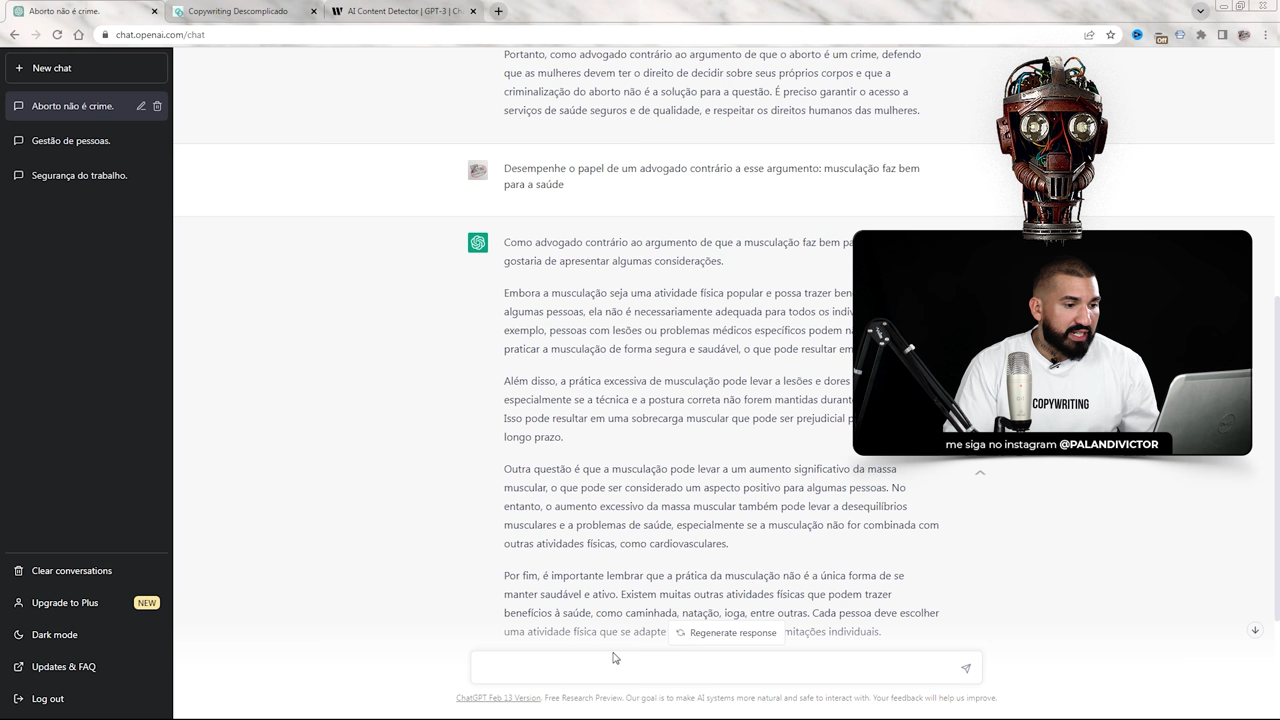 Aborto não é crime.
Copywriting Descomplicado
AI Content Detector | GPT-3 | Ch
chat.openai.com/chat
Off
New chat
Aborto não é crime.
Gestão de pessoas.
Segurança do trabalho.
Clear conversations
Upgrade to Plus
NEW
Dark mode
Updates & FAQ
Log out
Portanto, como advogado contrário ao argumento de que o aborto é um crime, defendo
que as mulheres devem ter o direito de decidir sobre seus próprios corpos e que a
criminalização do aborto não é a solução para a questão. É preciso garantir o acesso a
serviços de saúde seguros e de qualidade, e respeitar os direitos humanos das mulheres.
Desempenhe o papel de um advogado contrário a esse argumento: musculação faz bem
para a saúde
Como advogado contrário ao argumento de que a musculação faz bem
gostaria de apresentar algumas considerações.
Embora a musculação seja uma atividade física popular e possa trazer
algumas pessoas, ela não é necessariamente adequada para todos os
exemplo, pessoas com lesões ou problemas médicos específicos podem
praticar a musculação de forma segura e saudável, o que pode resultar em
Além disso, a prática excessiva de musculação pode levar a lesões e dores
especialmente se a técnica e a postura correta não forem mantidas
Isso pode resultar em uma sobrecarga muscular que pode ser prejudicial
longo prazo.
Outra questão é que a musculação pode levar a um aumento significativo da massa
muscular, o que pode ser considerado um aspecto positivo para algumas pessoas. No
entanto, o aumento excessivo da massa muscular também pode levar a desequilíbrios
musculares e a problemas de saúde, especialmente se a musculação não for combinada com
outras atividades físicas, como cardiovasculares.
Por fim, é importante lembrar que a prática da musculação não é a única forma de se
manter saudável e ativo. Existem muitas outras atividades físicas que podem trazer
benefícios à saúde, como caminhada, natação, ioga, entre outras. Cada pessoa deve escolher
uma atividade física que se adapte mitações individuais.
Regenerate response
ChatGPT Feb 13 Version. Free Research Preview. Our goal is to make AI systems more natural and safe to interact with. Your feedback will help us improve.
COPYWRITING
me siga no instagram @PALANDIVICTOR